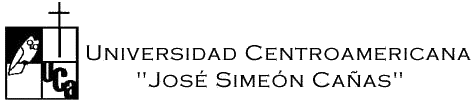 UCA
UNIVERSIDAD CENTROAMERICANA
"JOSÉ SIMEÓN CAÑAS"